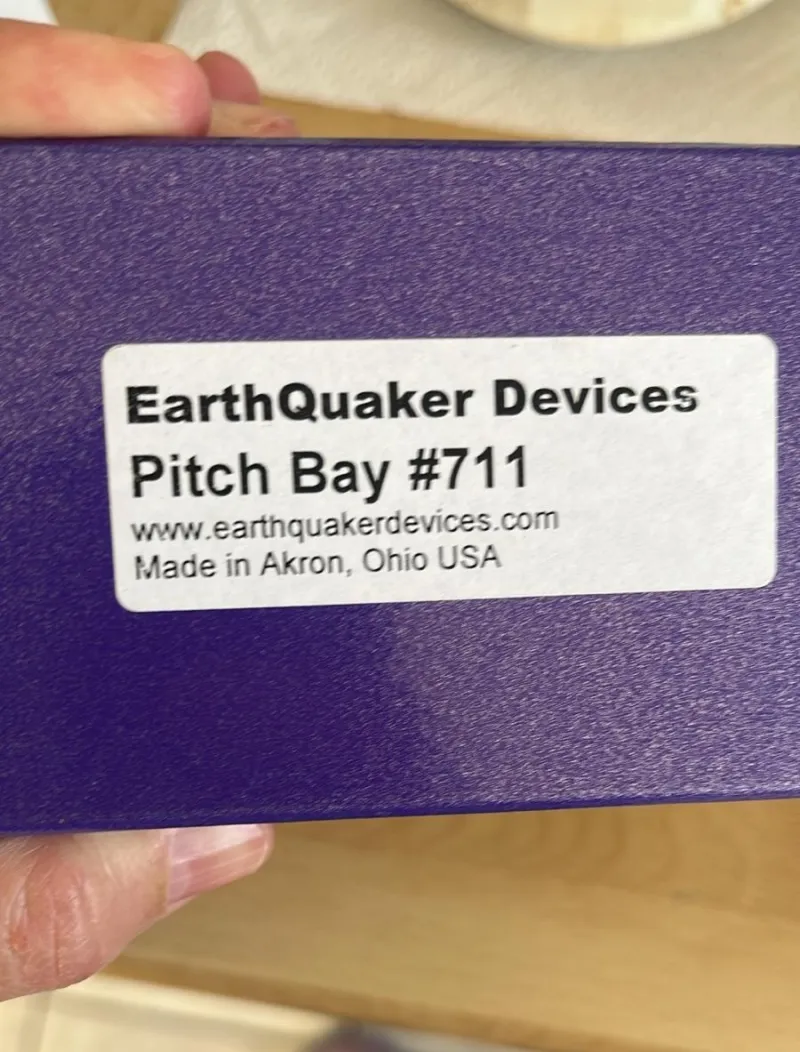 EarthQuaker Devices
Pitch Bay #711
www.earthquakerdevices.com
Made in Akron, Ohio USA